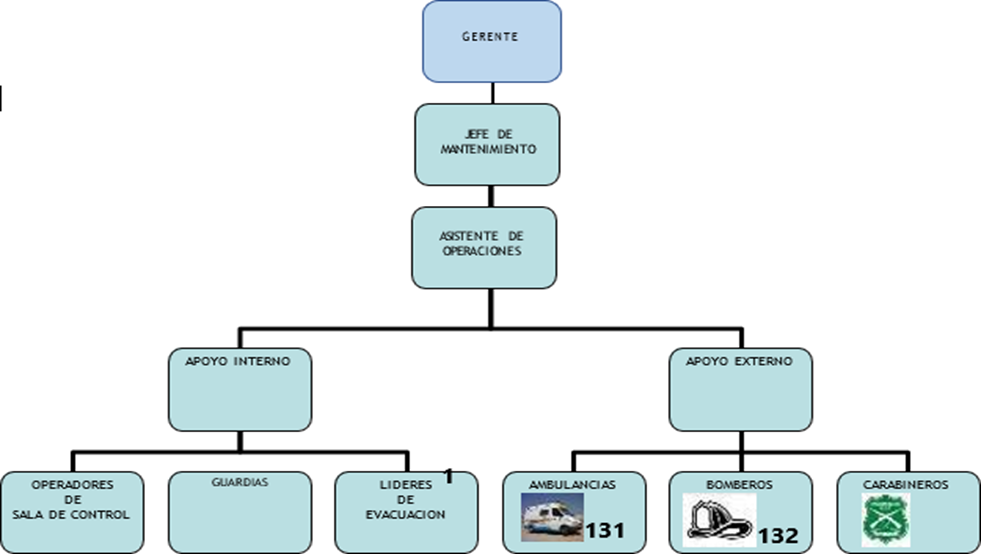 GERENTE
JEFE DE
MANTENIMIENTO
ASISTENTE DE
OPERACIONES
APOYO INTERNO
APOYO EXTERNO
OPERADORES
DE
SALA DE CONTROL
GUARDIAS
LIDERES
DE
EVACUACION
1
AMBULANCIAS
131
BOMBEROS
132
CARABINEROS